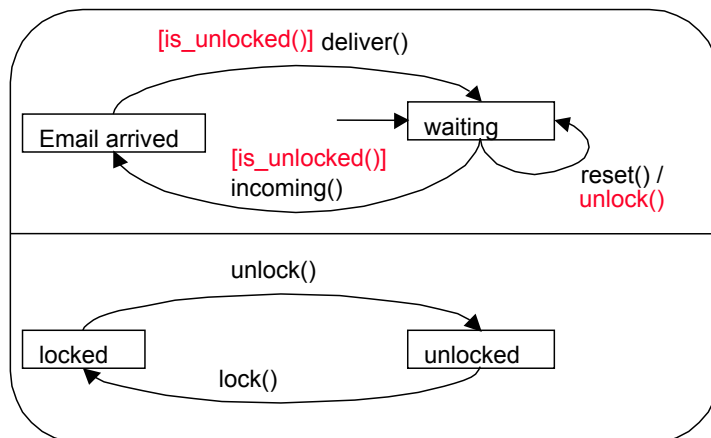 [is_unlocked()] deliver()
Email arrived
waiting
[is_unlocked()]
incoming()
reset() /
unlock()
unlock()
locked
unlocked
lock()